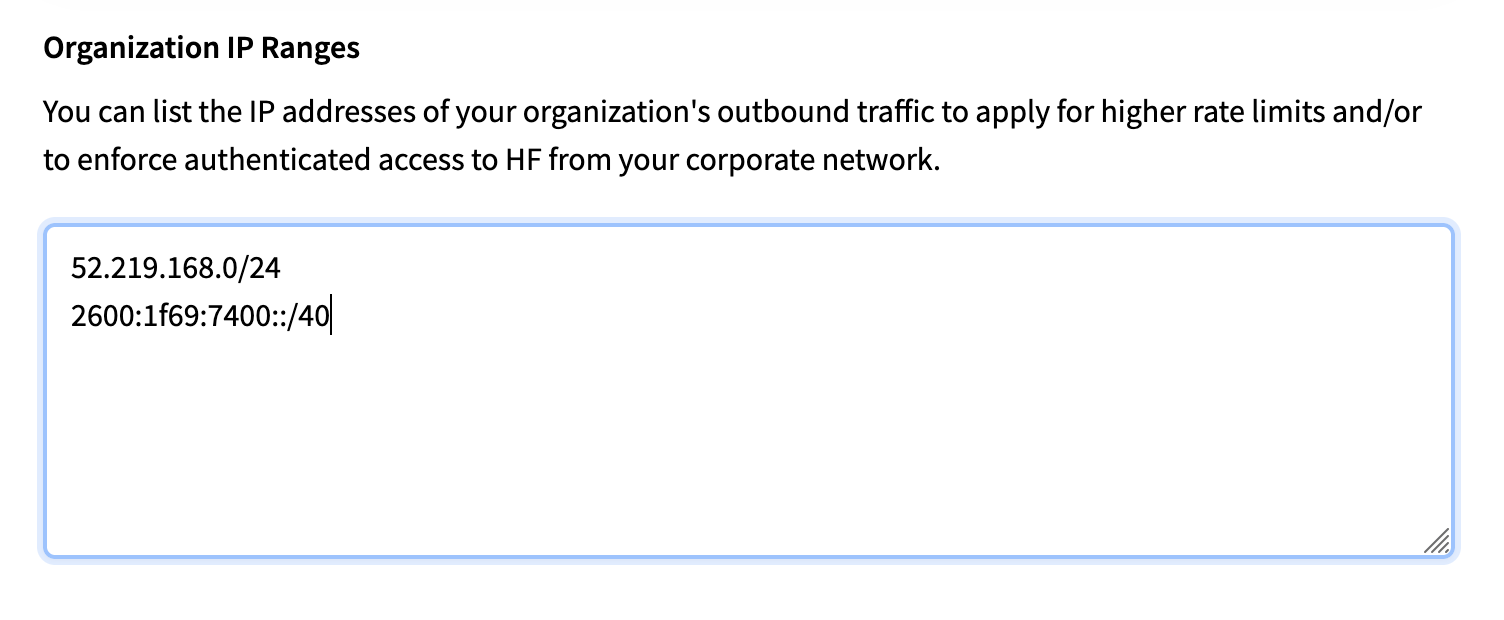 Organization IP Ranges
You can list the IP addresses of your organization's outbound traffic to apply for higher rate limits and/or
to enforce authenticated access to HF from your corporate network.
52.219.168.0/24
2600:1f69:7400::/40